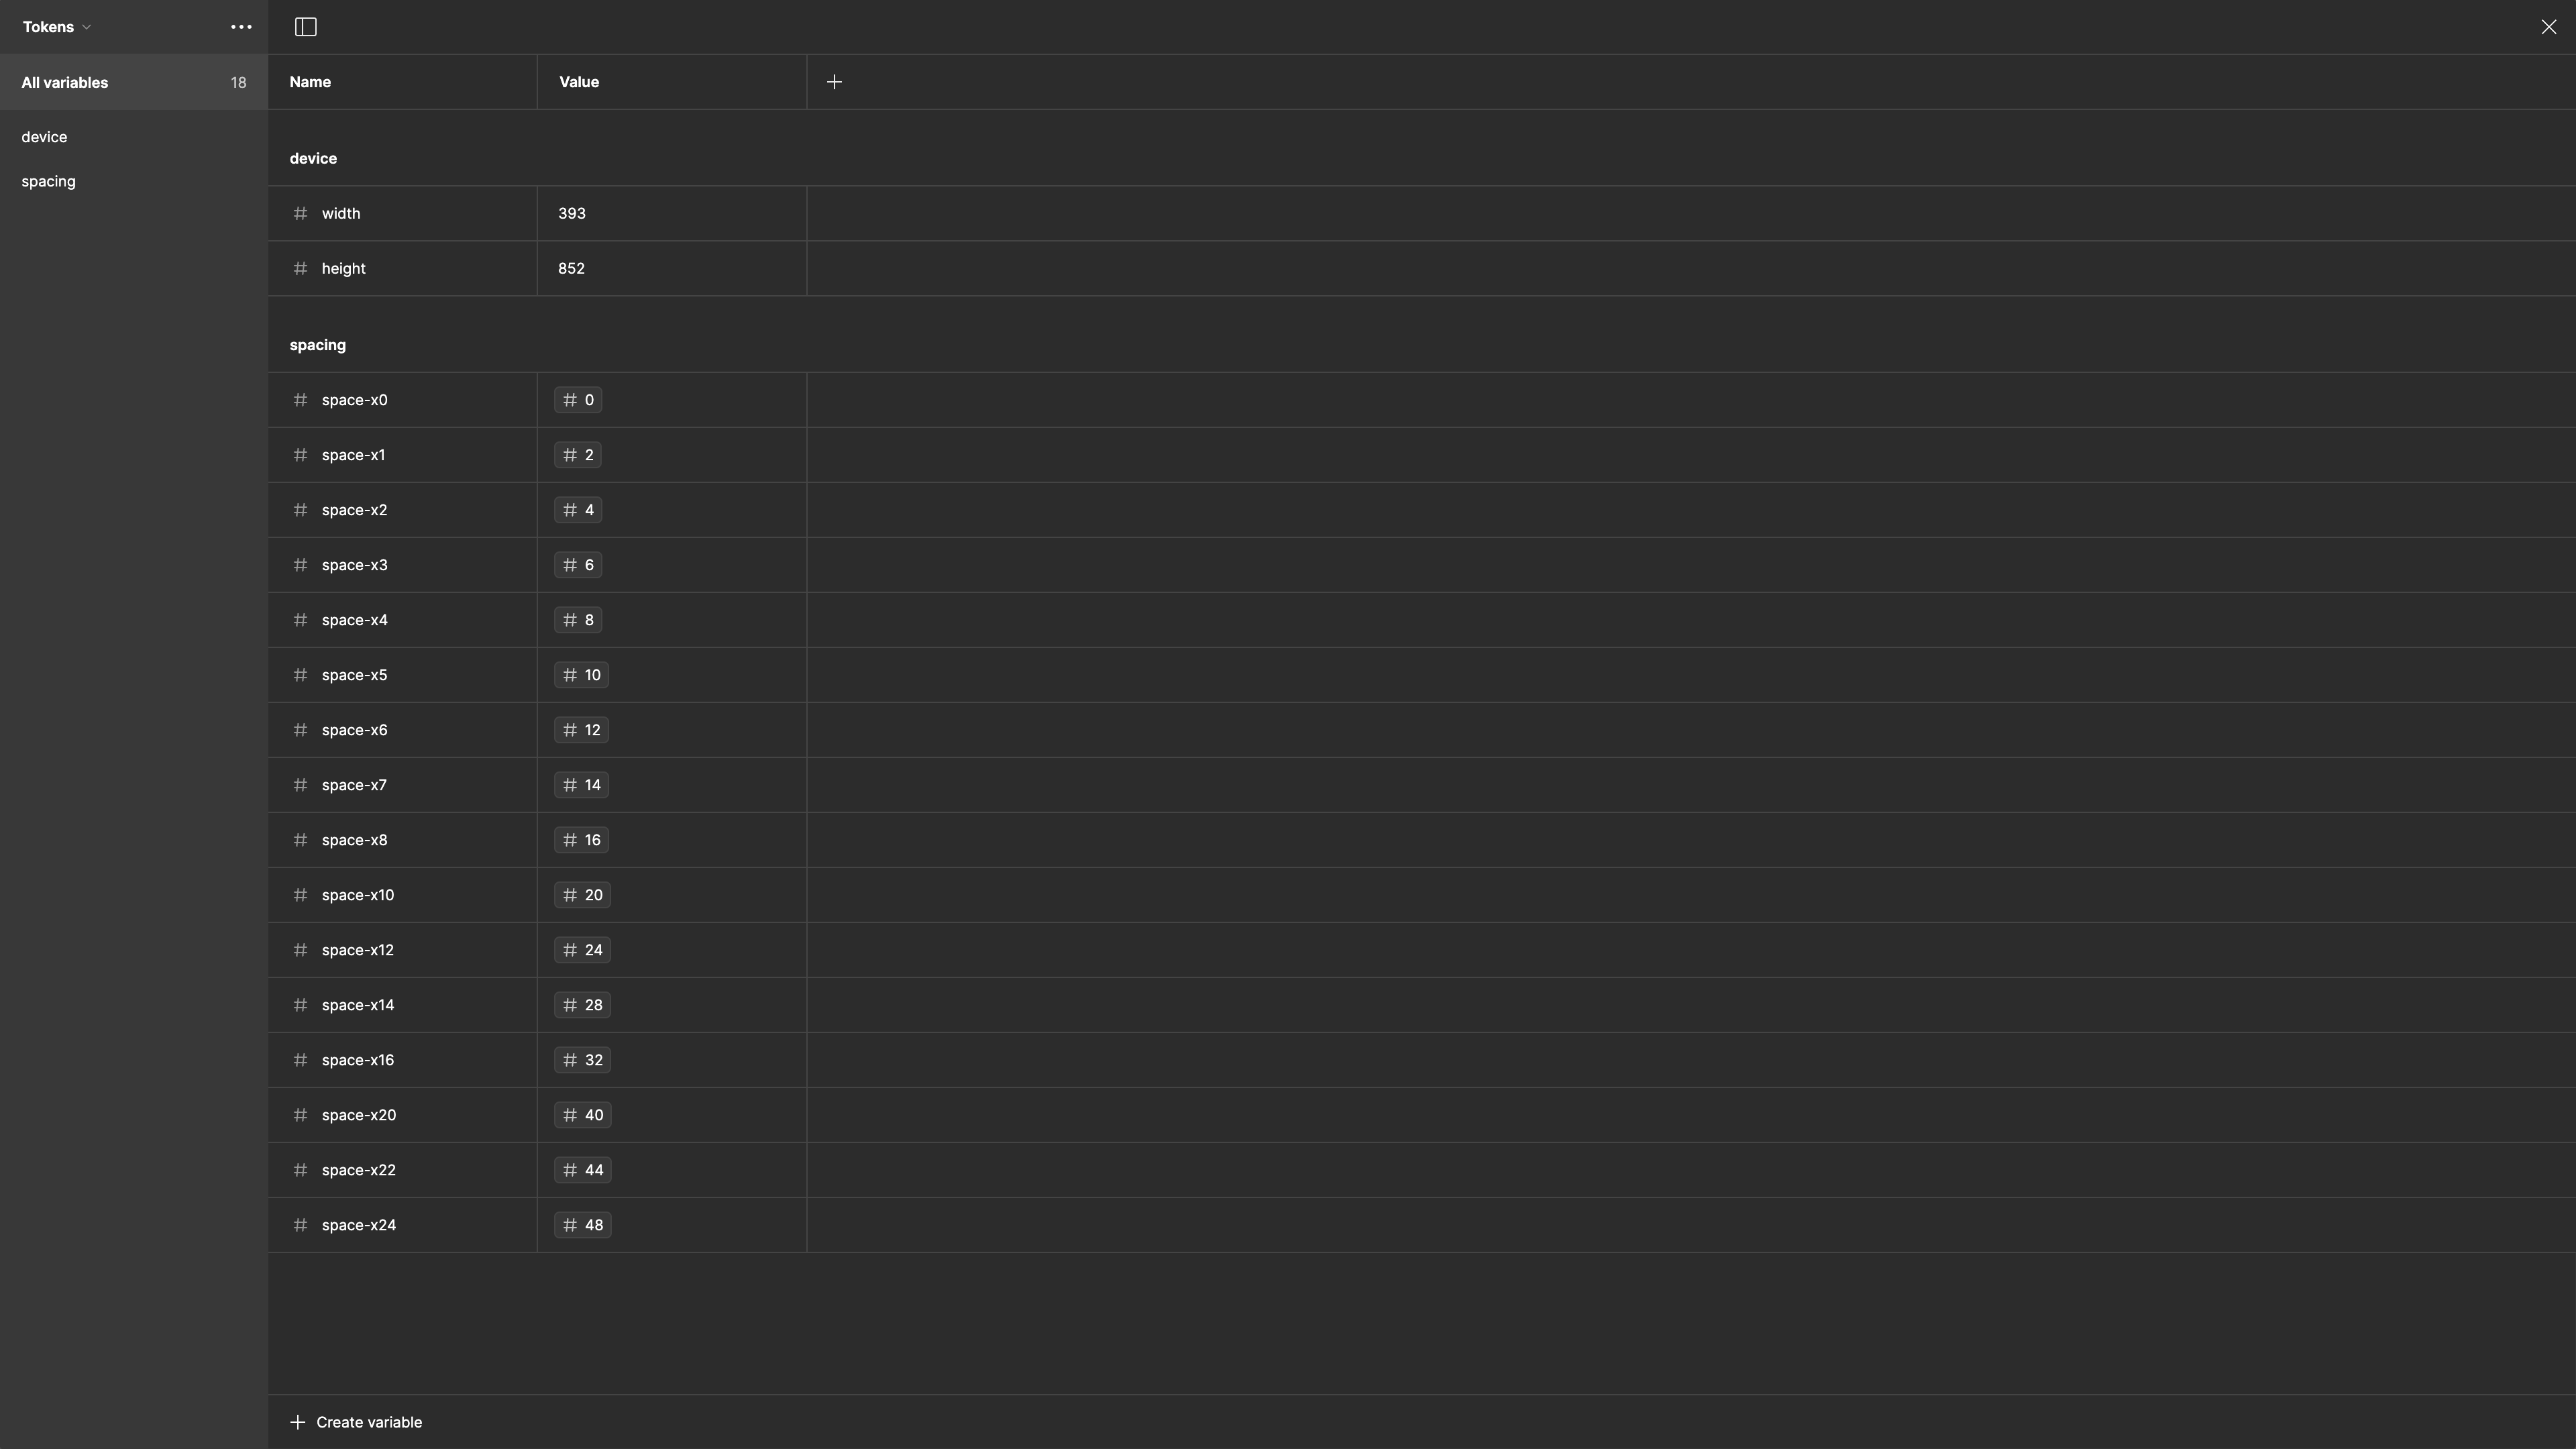 Tokens
All variables 18
device
spacing
Name Value
device
width 393
height 852
spacing
space-x0 0
space-x1 2
space-x2 4
space-x3 6
space-x4 8
space-x5 10
space-x6 12
space-x7 14
space-x8 16
space-x10 20
space-x12 24
space-x14 28
space-x16 32
space-x20 40
space-x22 44
space-x24 48
Create variable